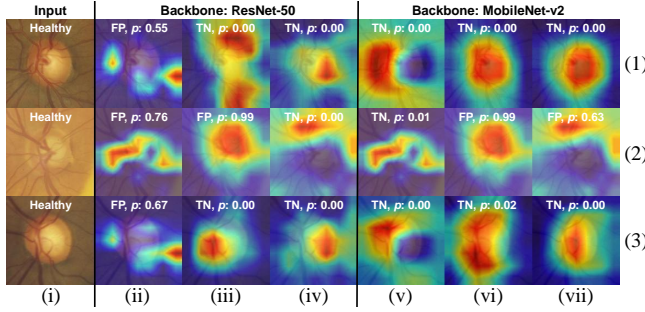 Input Backbone: ResNet-50 Backbone: MobileNet-v2
Healthy FP, p: 0.55 TN, p: 0.00 TN, p: 0.00 TN, p: 0.00 TN, p: 0.00 TN, p: 0.00
(1)
Healthy FP, p: 0.76 FP, p: 0.99 TN, p: 0.00 TN, p: 0.01 FP, p: 0.99 FP, p: 0.63
(2)
Healthy FP, p: 0.67 TN, p: 0.00 TN, p: 0.00 TN, p: 0.00 TN, p: 0.02 TN, p: 0.00
(3)
(i) (ii) (iii) (iv) (v) (vi) (vii)